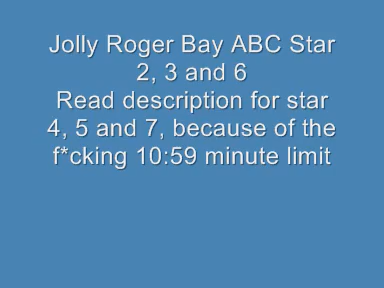 Jolly Roger Bay ABC Star
2, 3 and 6
Read description for star
4, 5 and 7, because of the
f*cking 10:59 minute limit